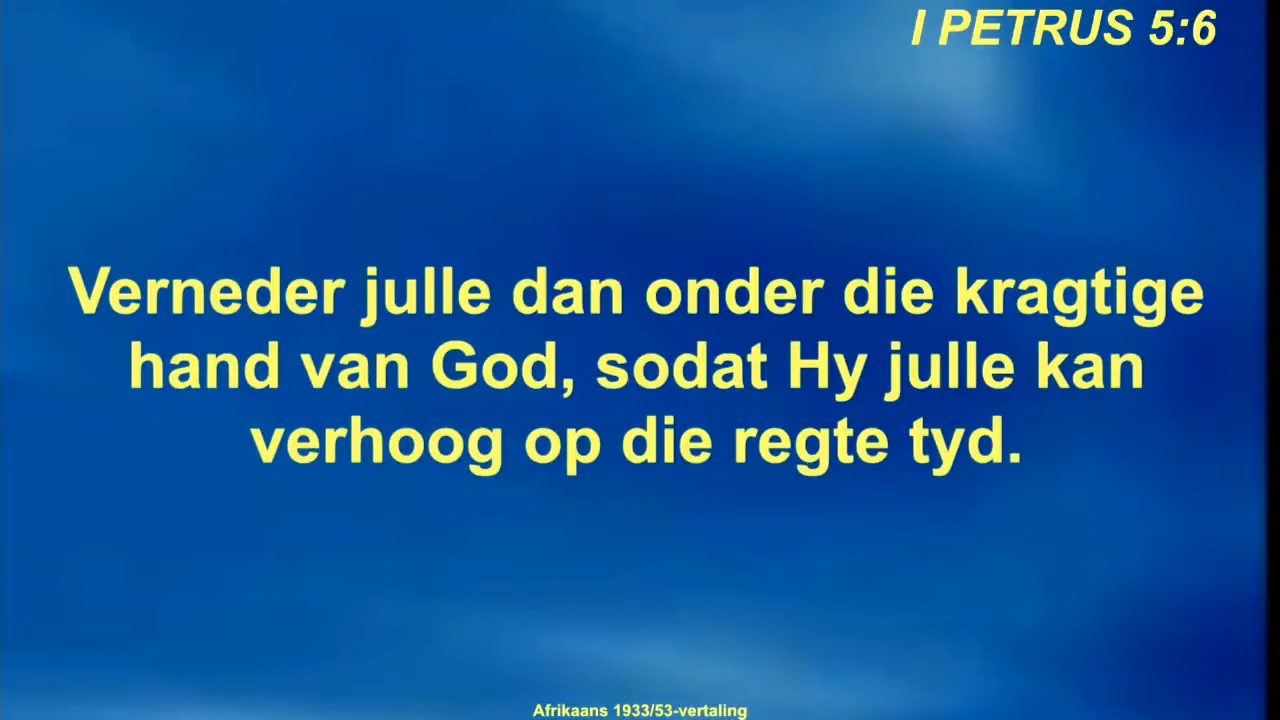 I PETRUS 5:6
Verneder julle dan onder die kragtige
hand van God, sodat Hy julle kan
verhoog op die regte tyd.
Afrikaans 1933/53-vertaling